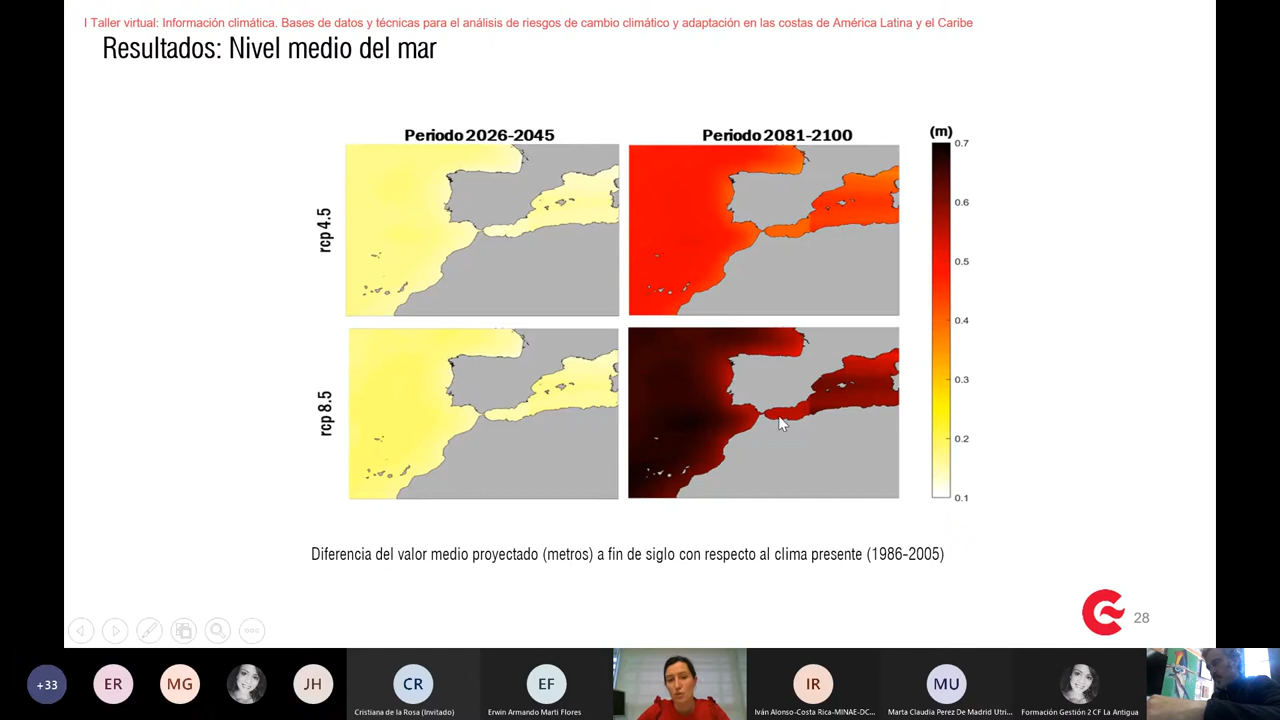 I Taller virtual: Información climática. Bases de datos y técnicas para el análisis de riesgos de cambio climático y adaptación en las costas de América Latina y el Caribe
Resultados: Nivel medio del mar
Periodo 2026-2045
Periodo 2081-2100
(m)
0.7
0.6
0.5
0.4
0.3
0.2
0.1
rcp 4.5
rcp 8.5
Diferencia del valor medio proyectado (metros) a fin de siglo con respecto al clima presente (1986-2005)
28
+33
ER
MG
JH
CR
EF
IR
MU
Cristiana de la Rosa (Invitado)
Erwin Armando Marti Flores
Iván Alonso-Costa Rica-MINAE-DC...
Marta Claudia Perez De Madrid Utri...
Formación Gestión 2 CF La Antigua